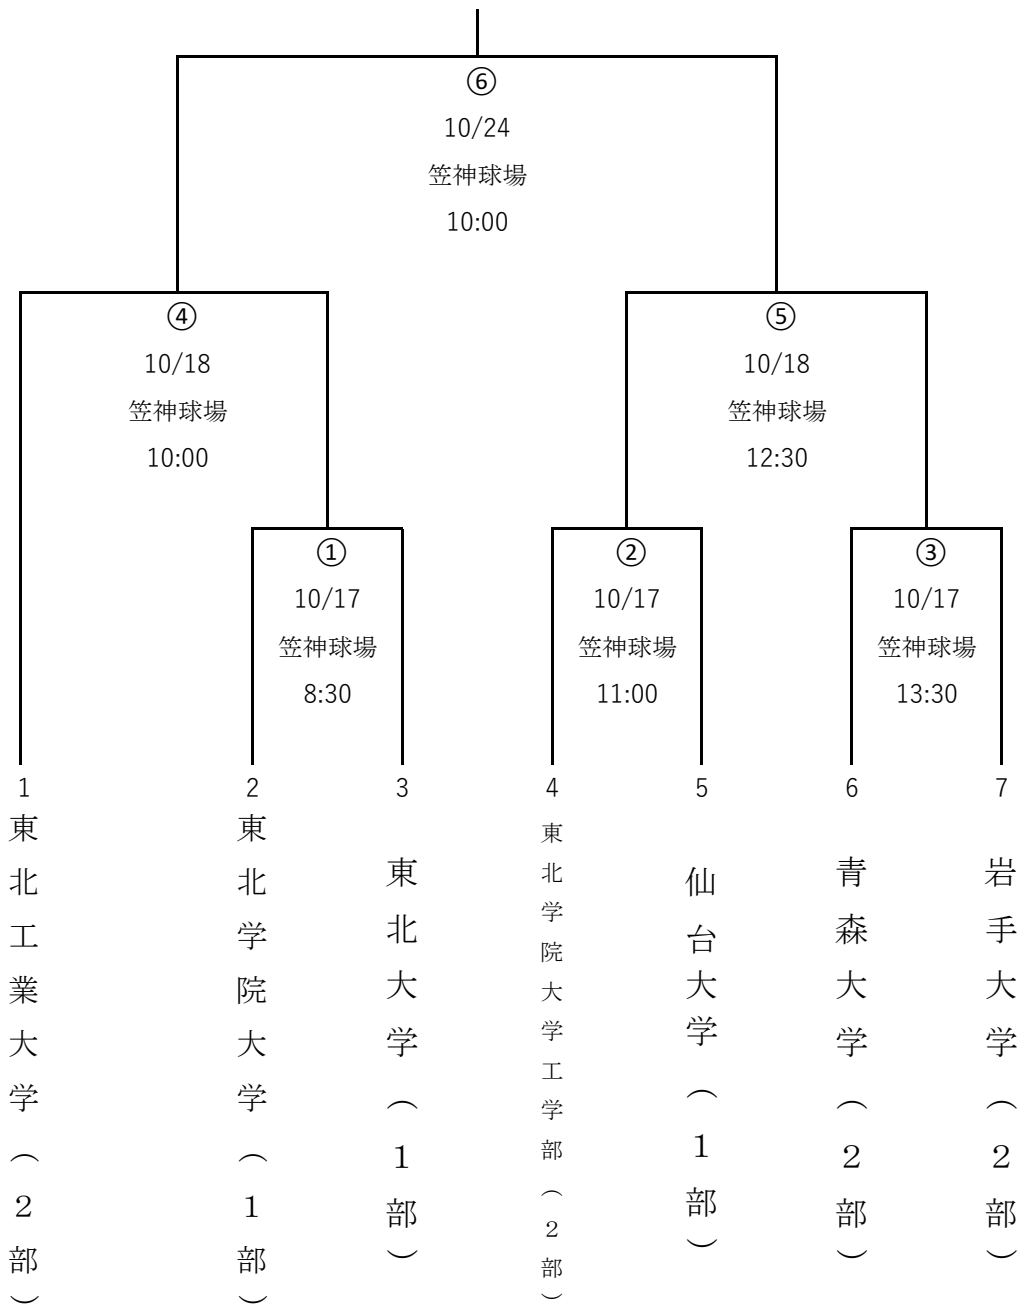 ⑥
10/24
笠神球場
10:00
④
10/18
笠神球場
10:00
⑤
10/18
笠神球場
12:30
①
10/17
笠神球場
8:30
②
10/17
笠神球場
11:00
③
10/17
笠神球場
13:30
1
東北工業大学(2部)
2
東北学院大学(1部)
3
東北大学(1部)
4
東北学院大学工学部(2部)
5
仙台大学(1部)
6
青森大学(2部)
7
岩手大学(2部)